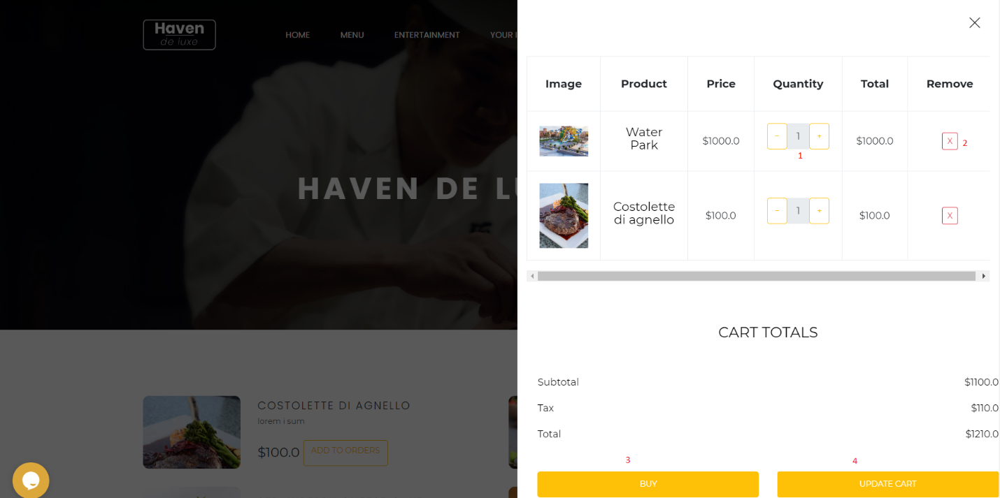 Haven
de luxe
HOME MENU ENTERTAINMENT YOUR
HAVEN DE
COSTOLETTE DI AGNELLO
lorem i sum
$100.0 ADD TO ORDERS
Image Product Price Quantity Total Remove
Water
Park
$1000.0 - 1 + $1000.0 X 2
1
Costolette
di agnello
$100.0 - 1 + $100.0 X
CART TOTALS
Subtotal $1100.0
Tax $110.0
Total $1210.0
3 4
BUY UPDATE CART